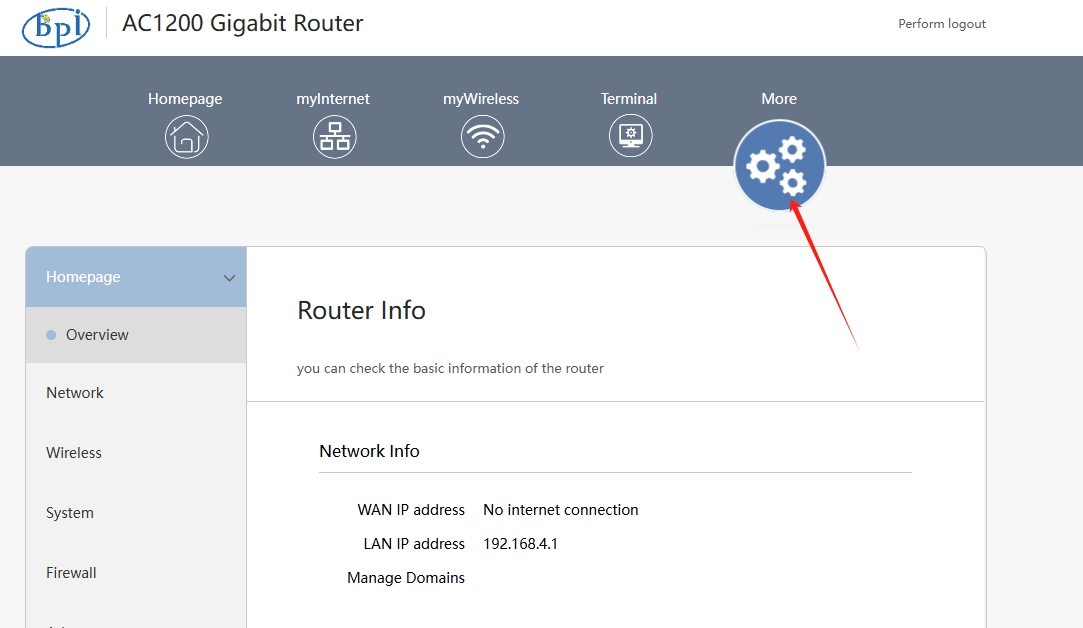 Bpi
AC1200 Gigabit Router
Perform logout
Homepage
myInternet
myWireless
Terminal
More
Homepage
Overview
Network
Wireless
System
Firewall
Router Info
you can check the basic information of the router
Network Info
WAN IP address No internet connection
LAN IP address 192.168.4.1
Manage Domains